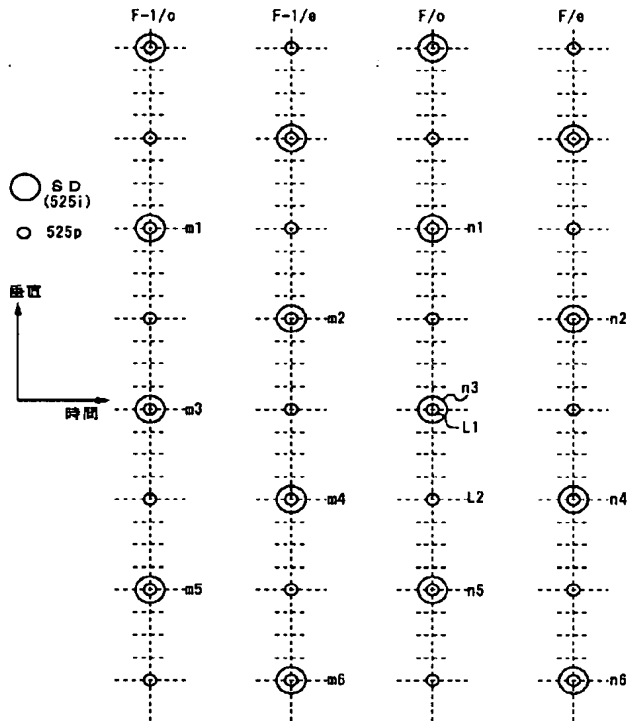 F-1/o F-1/e F/o F/e
SD
(525i)
m1 n1
525p
垂直
m2 n2
n3
時間 m3
L1
m4 L2 n4
m5 n5
m6 n6